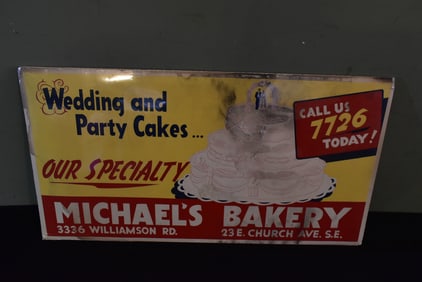 Wedding and
Party Cakes...
OUR SPECIALTY
CALL US
7726
TODAY!
MICHAEL'S BAKERY
3336 WILLIAMSON RD. 23 E. CHURCH AVE. S.E.